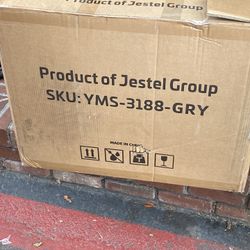 Product of Jestel Group
Product of Jestel Group
SKU: YMS-3188-GRY
MADE IN CHINA